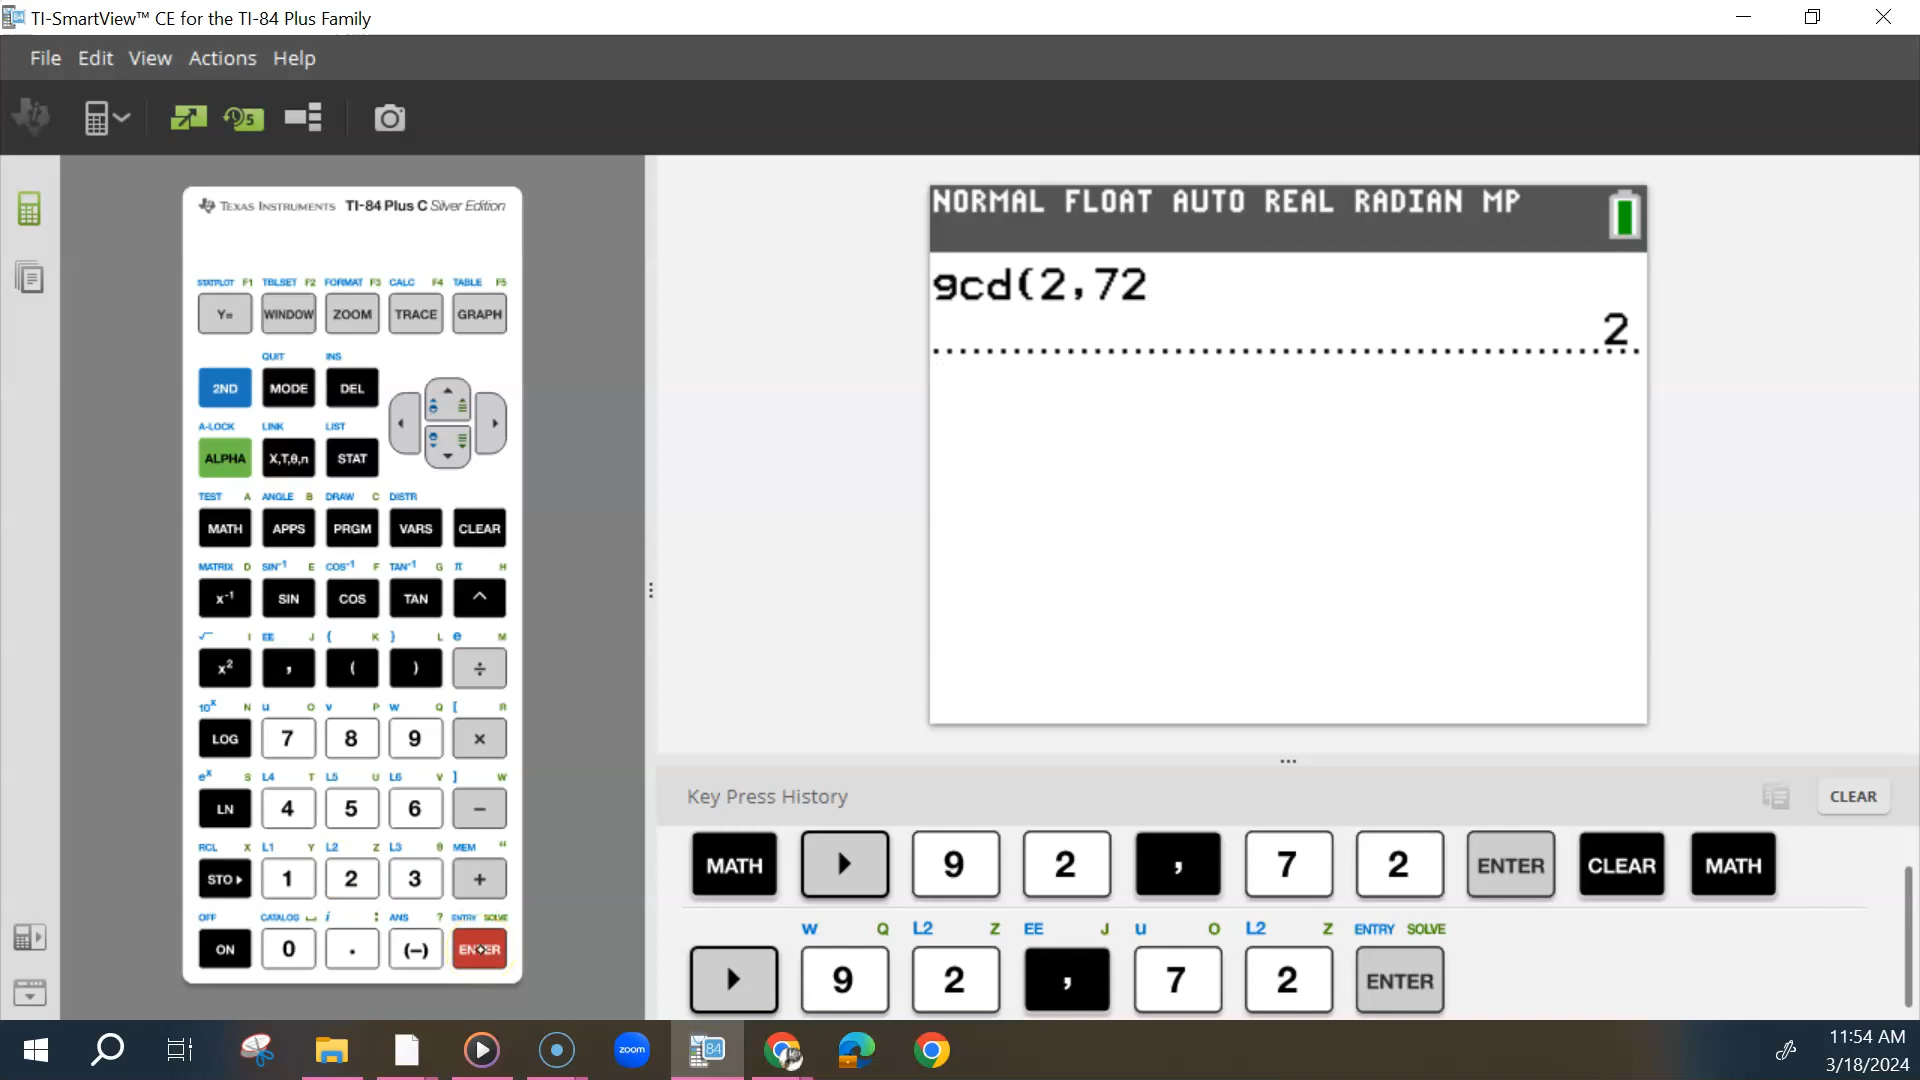 TI-SmartView™ CE for the TI-84 Plus Family
File Edit View Actions Help
5
TEXAS INSTRUMENTS TI-84 Plus C Silver Edition
STATPLOT F1 TBLSET F2 FORMAT F3 CALC F4 TABLE F5
Y= WINDOW ZOOM TRACE GRAPH
QUIT INS
2ND MODE DEL
A-LOCK LINK LIST
ALPHA X,T,θ,n STAT
TEST A ANGLE B DRAW C DISTR
MATH APPS PRGM VARS CLEAR
MATRIX D SIN⁻¹ E COS⁻¹ F TAN⁻¹ G π H
x⁻¹ SIN COS TAN ^
√ I EE J { K } L e M
x² , ( ) ÷
10ˣ N u O v P w Q [ R
LOG 7 8 9 ×
eˣ S L4 T L5 U L6 V ] W
LN 4 5 6 −
RCL X L1 Y L2 Z L3 θ MEM "
STO▸ 1 2 3 +
OFF CATALOG ⎵ i : ANS ? ENTRY SOLVE
ON 0 . (−) ENTER
NORMAL FLOAT AUTO REAL RADIAN MP
gcd(2,72
2
Key Press History
CLEAR
MATH 9 2 , 7 2 ENTER CLEAR MATH
w Q L2 Z EE J u O L2 Z ENTRY SOLVE
9 2 , 7 2 ENTER
zoom
84
11:54 AM
3/18/2024